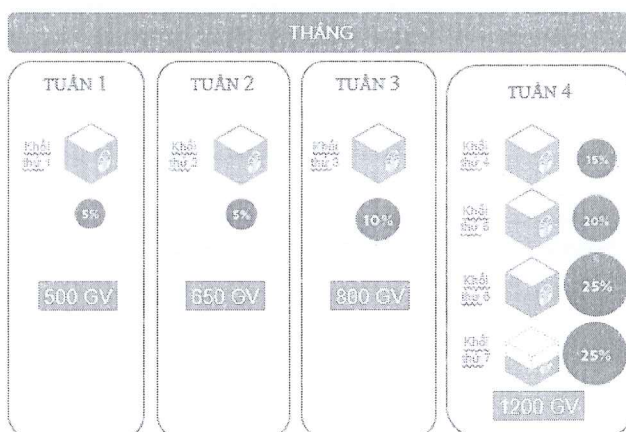 THÁNG
TUẦN 1
Khối
thứ 1
5%
500 GV
TUẦN 2
Khối
thứ 2
5%
650 GV
TUẦN 3
Khối
thứ 3
10%
800 GV
TUẦN 4
Khối
thứ 4
15%
Khối
thứ 5
20%
Khối
thứ 6
25%
Khối
thứ 7
25%
1200 GV